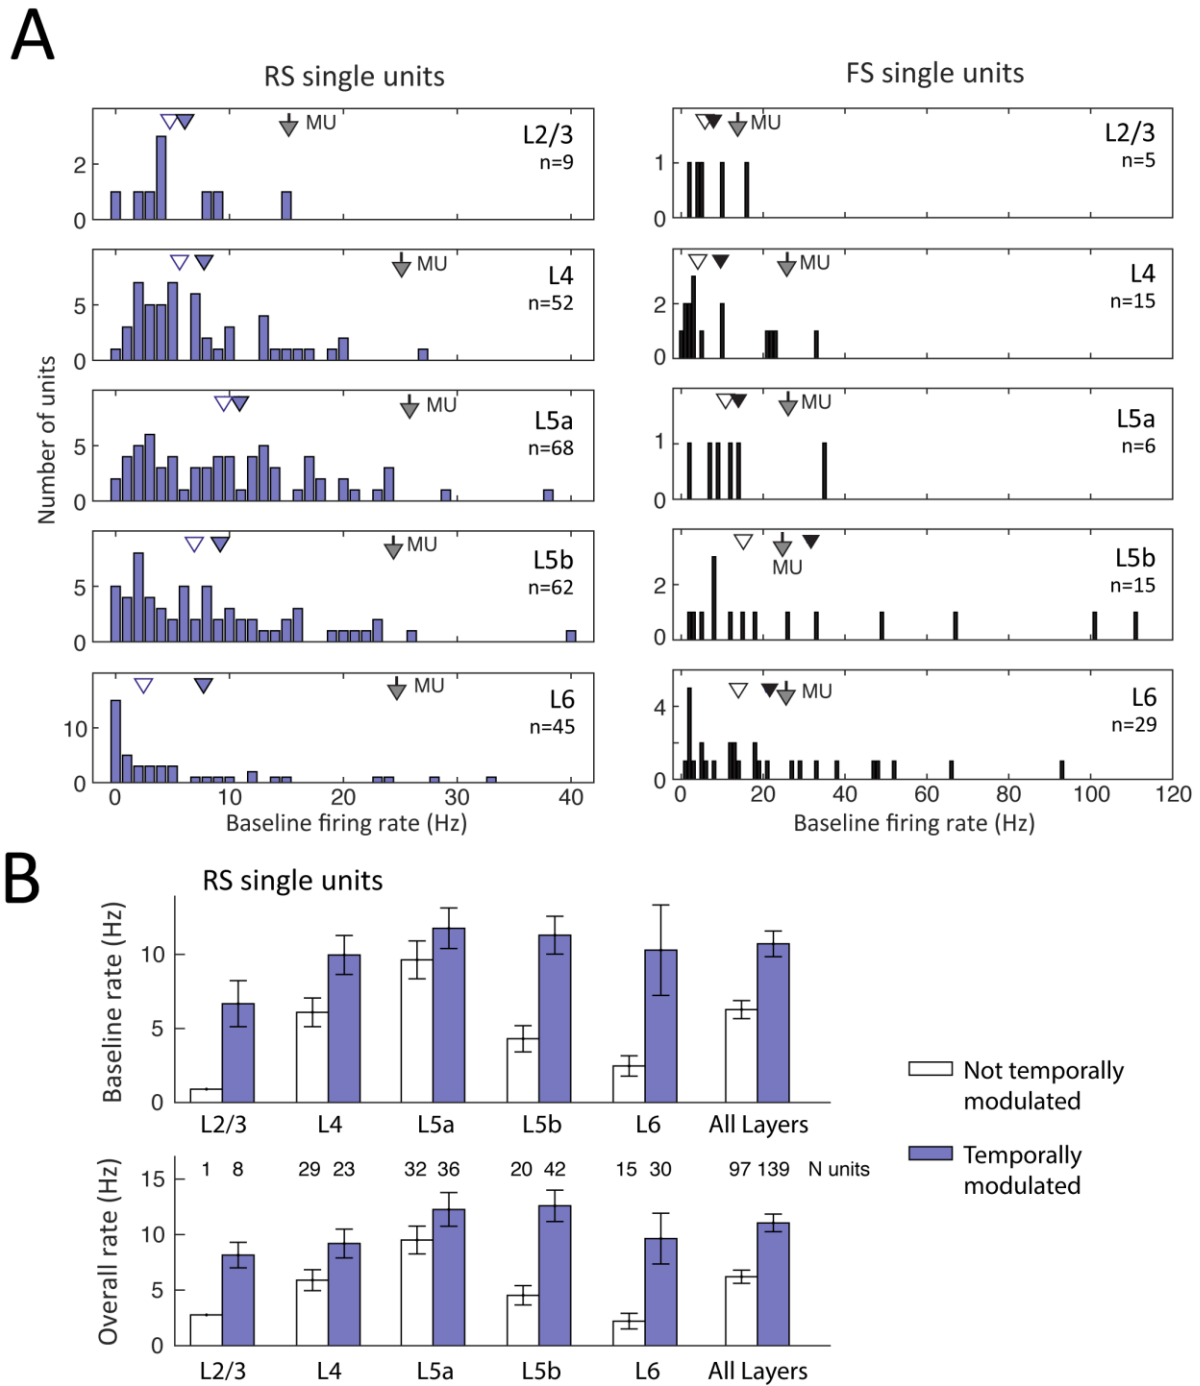 A
RS single units
FS single units
Number of units
MU
L2/3
n=9
2
0
MU
L4
n=52
5
0
MU
L5a
n=68
5
0
MU
L5b
n=62
5
0
MU
L6
n=45
10
0
0 10 20 30 40
Baseline firing rate (Hz)
MU
L2/3
n=5
1
0
MU
L4
n=15
2
0
MU
L5a
n=6
1
0
MU
L5b
n=15
2
0
MU
L6
n=29
4
0
0 20 40 60 80 100 120
Baseline firing rate (Hz)
B
RS single units
Baseline rate (Hz)
10
5
0
L2/3 L4 L5a L5b L6 All Layers
Not temporally
modulated
Temporally
modulated
Overall rate (Hz)
1 8 29 23 32 36 20 42 15 30 97 139 N units
15
10
5
0
L2/3 L4 L5a L5b L6 All Layers